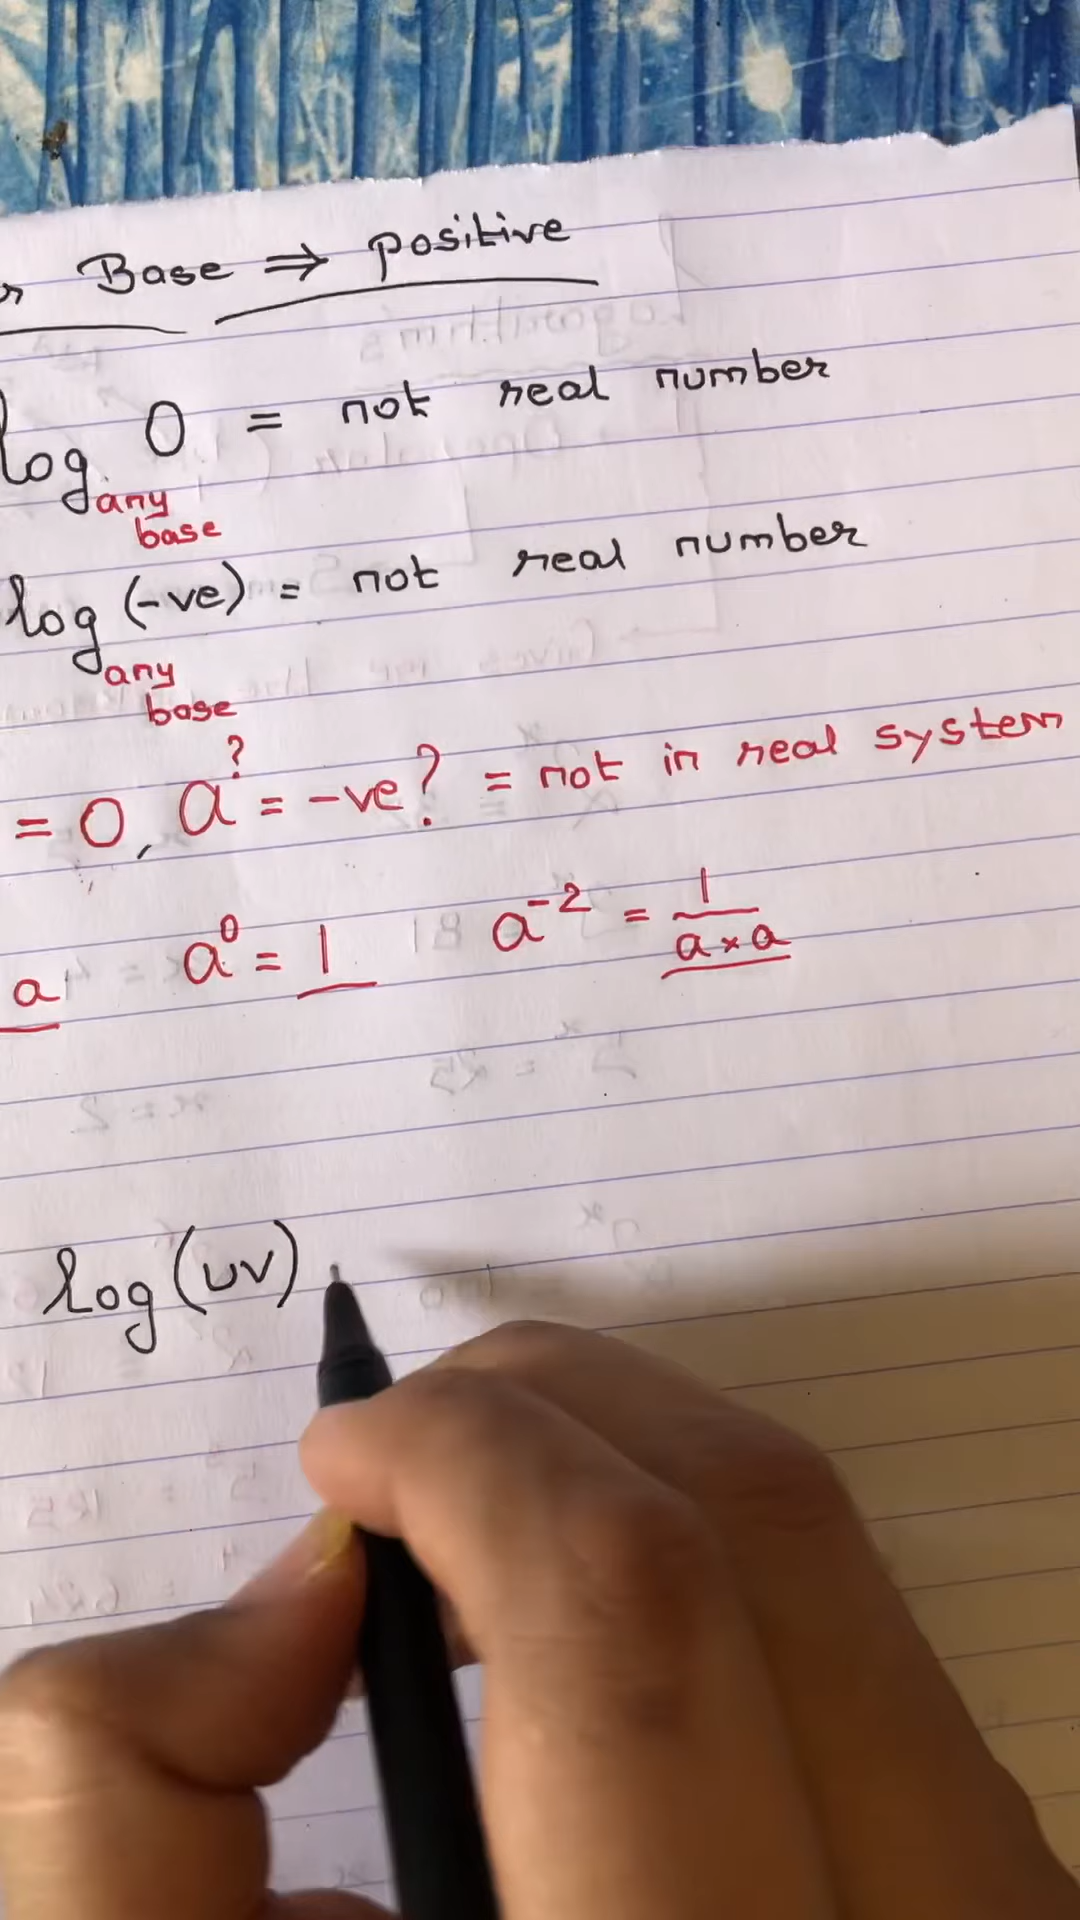 Base ⇒ positive
log 0 = not real number
any
base
log (-ve) = not real number
any
base
= 0, a^? = -ve? = not in real system
a a^0 = 1 a^-2 = 1/(a×a)
log(uv)